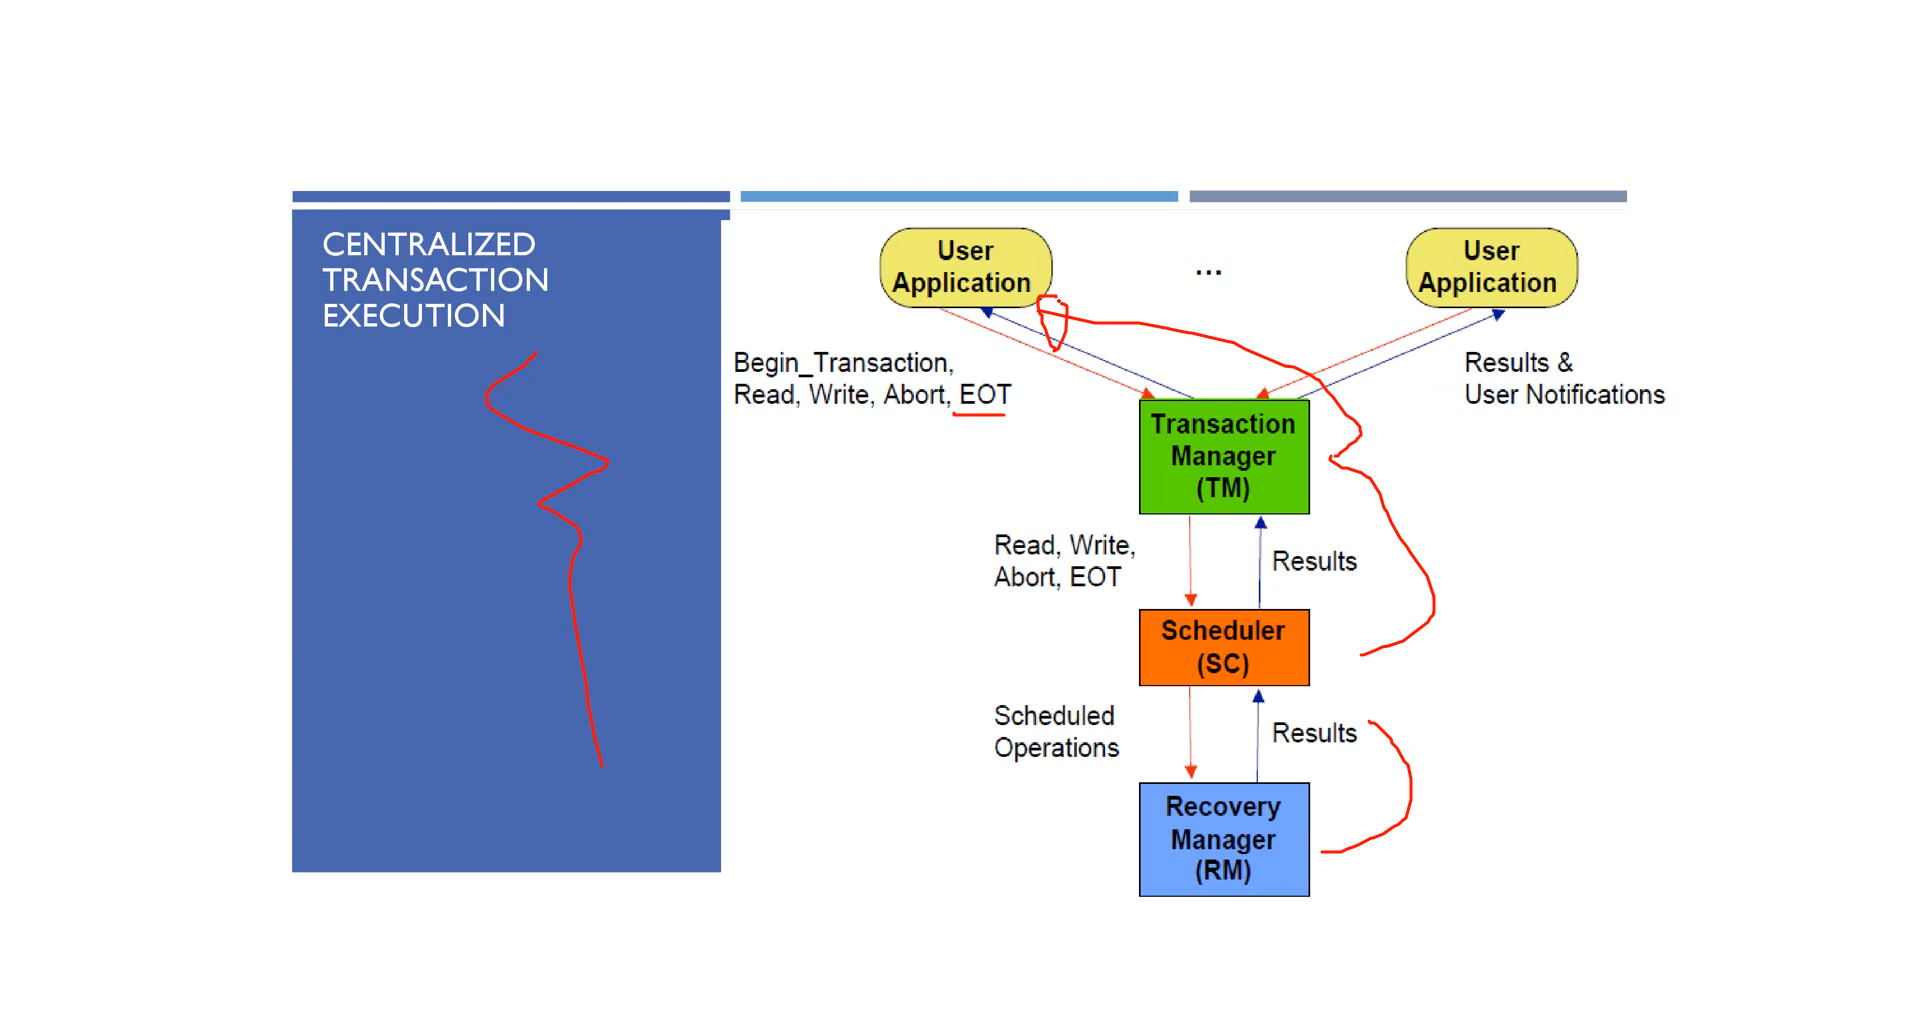 CENTRALIZED
TRANSACTION
EXECUTION
User
Application
...
User
Application
Begin_Transaction,
Read, Write, Abort, EOT
Results &
User Notifications
Transaction
Manager
(TM)
Read, Write,
Abort, EOT
Results
Scheduler
(SC)
Scheduled
Operations
Results
Recovery
Manager
(RM)